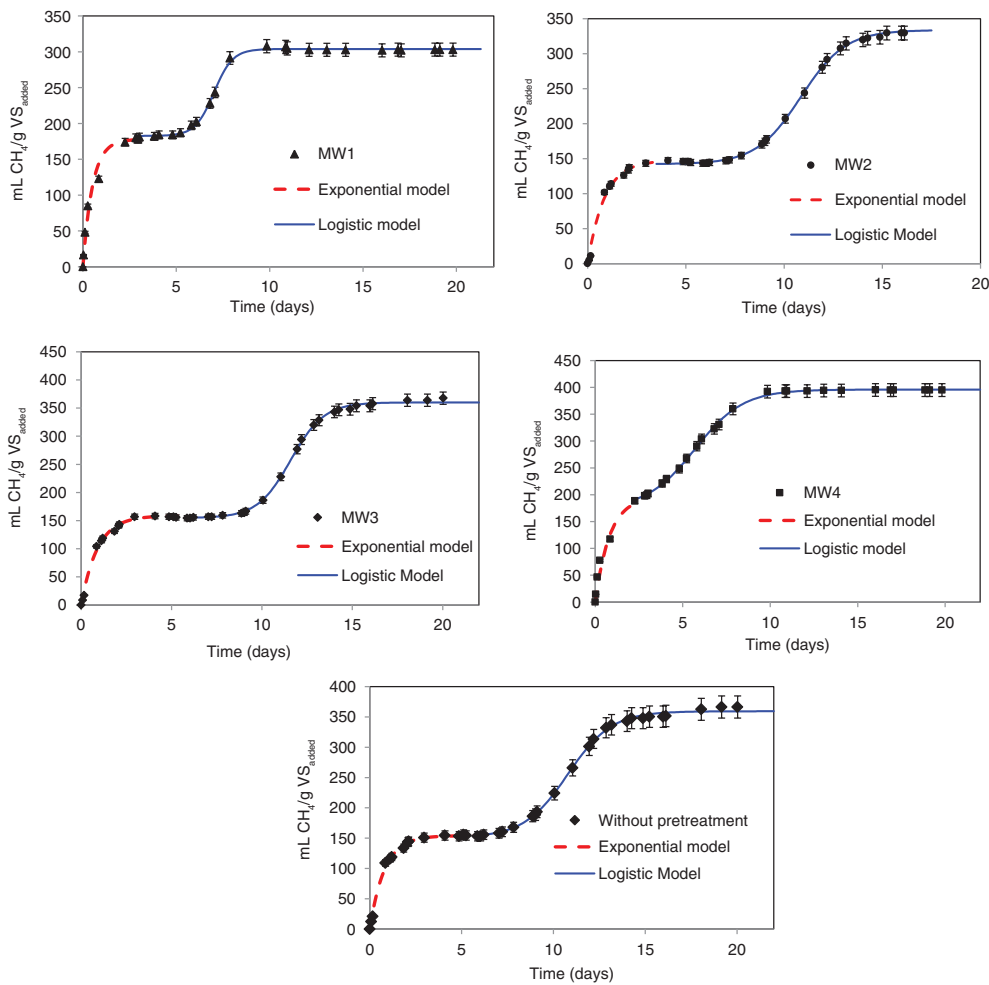 350
300
250
200
150
100
50
0
mL CH₄/g VS_added
MW1
Exponential model
Logistic model
0 5 10 15 20
Time (days)
350
300
250
200
150
100
50
0
mL CH₄/g VS_added
MW2
Exponential model
Logistic Model
0 5 10 15 20
Time (days)
450
400
350
300
250
200
150
100
50
0
mL CH₄/g VS_added
MW3
Exponential model
Logistic Model
0 5 10 15 20
Time (days)
450
400
350
300
250
200
150
100
50
0
mL CH₄/g VS_added
MW4
Exponential model
Logistic model
0 5 10 15 20
Time (days)
400
350
300
250
200
150
100
50
0
mL CH₄/g VS_added
Without pretreatment
Exponential model
Logistic Model
0 5 10 15 20
Time (days)